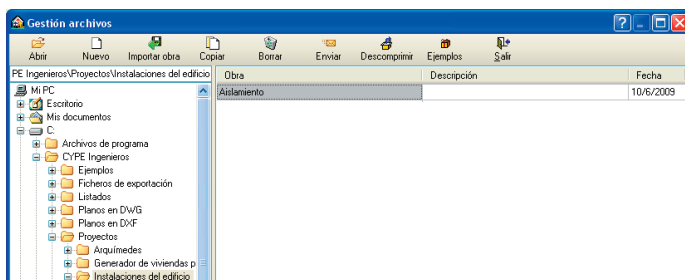 Gestión archivos
Abrir Nuevo Importar obra Copiar Borrar Enviar Descomprimir Ejemplos Salir
PE Ingenieros\Proyectos\Instalaciones del edificio Obra Descripción Fecha
Mi PC Aislamiento 10/6/2009
Escritorio
Mis documentos
C:
Archivos de programa
CYPE Ingenieros
Ejemplos
Ficheros de exportación
Listados
Planos en DWG
Planos en DXF
Proyectos
Arquímedes
Generador de viviendas p
Instalaciones del edificio